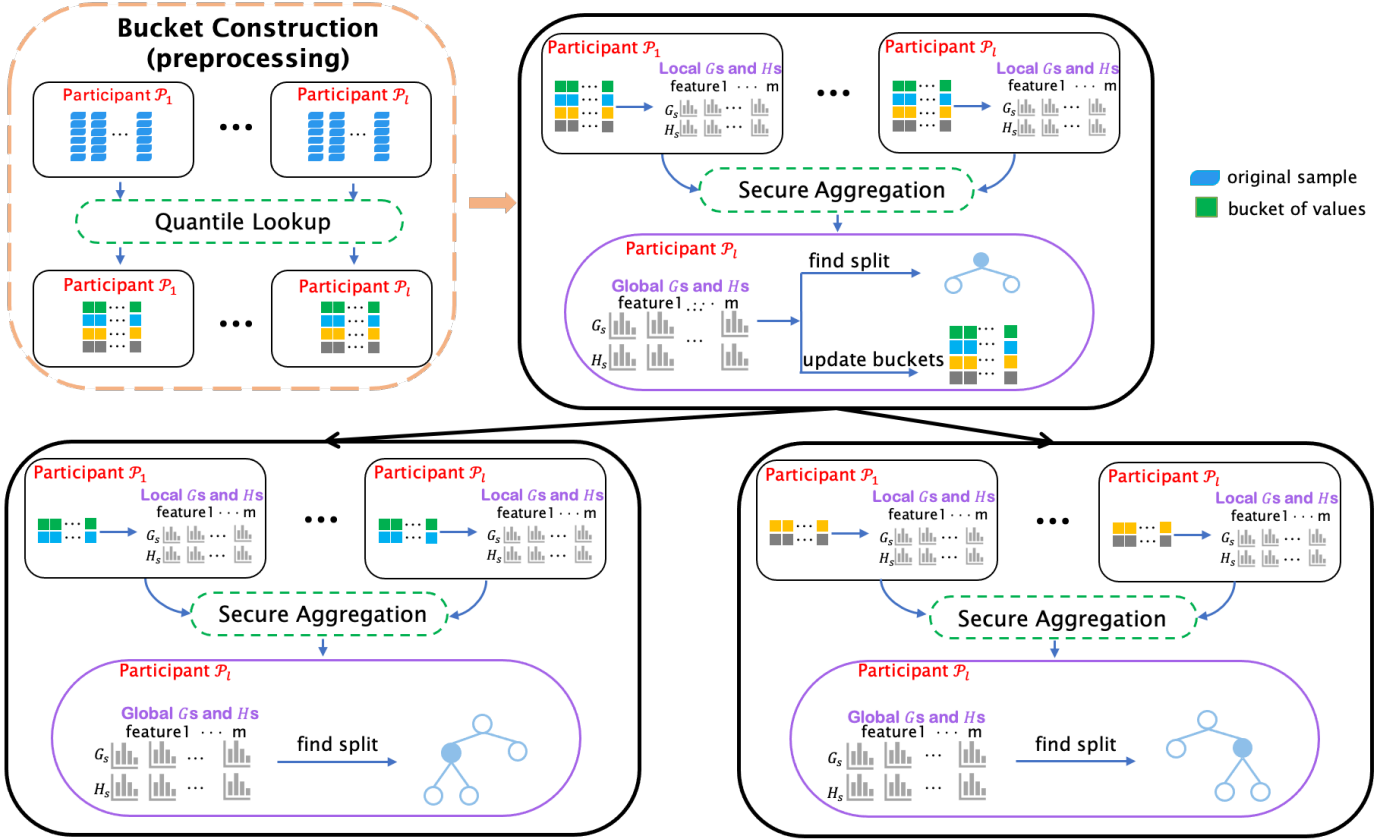 Bucket Construction
(preprocessing)
Participant 𝒫₁
...
...
Participant 𝒫ₗ
...
Quantile Lookup
Participant 𝒫₁
...
...
Participant 𝒫ₗ
...
Participant 𝒫₁
Local Gs and Hs
feature1 ··· m
Gₛ ...
Hₛ ...
...
Participant 𝒫ₗ
Local Gs and Hs
feature1 ··· m
Gₛ ...
Hₛ ...
Secure Aggregation
Participant 𝒫ₗ
Global Gs and Hs
feature1 ... m
Gₛ
...
Hₛ
find split
update buckets
original sample
bucket of values
Participant 𝒫₁
Local Gs and Hs
feature1 ··· m
Gₛ ...
Hₛ ...
...
Participant 𝒫ₗ
Local Gs and Hs
feature1 ··· m
Gₛ ...
Hₛ ...
Secure Aggregation
Participant 𝒫ₗ
Global Gs and Hs
feature1 ··· m
Gₛ ...
Hₛ ...
find split
Participant 𝒫₁
Local Gs and Hs
feature1 ··· m
Gₛ ...
Hₛ ...
...
Participant 𝒫ₗ
Local Gs and Hs
feature1 ··· m
Gₛ ...
Hₛ ...
Secure Aggregation
Participant 𝒫ₗ
Global Gs and Hs
feature1 ··· m
Gₛ ...
Hₛ ...
find split